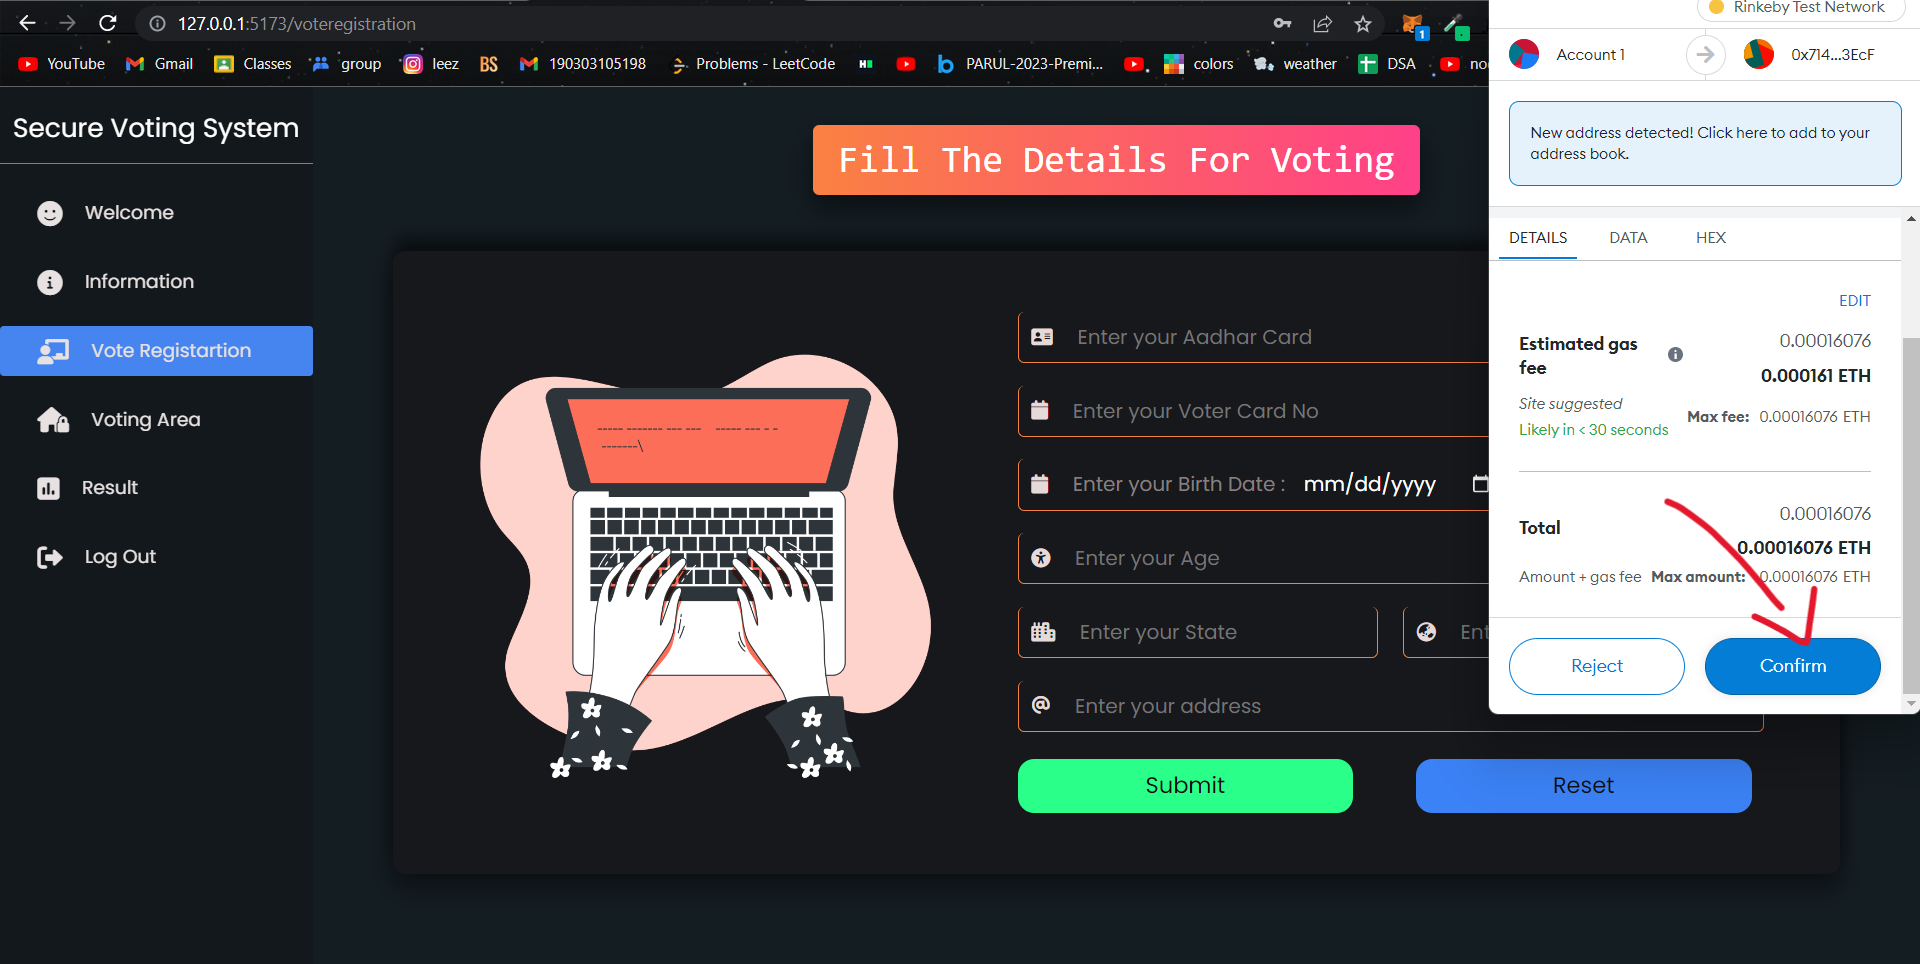 127.0.0.1:5173/voteregistration
1
YouTube
Gmail
Classes
group
leez
BS
190303105198
Problems - LeetCode
PARUL-2023-Premi...
colors
weather
DSA
Secure Voting System
Welcome
Information
Vote Registartion
Voting Area
Result
Log Out
Fill The Details For Voting
Enter your Aadhar Card
Enter your Voter Card No
Enter your Birth Date : mm/dd/yyyy
Enter your Age
Enter your State
Ent
Enter your address
Submit
Reset
Rinkeby Test Network
Account 1
0x714...3EcF
New address detected! Click here to add to your
address book.
DETAILS
DATA
HEX
EDIT
Estimated gas
fee
0.00016076
0.000161 ETH
Site suggested
Likely in < 30 seconds
Max fee: 0.00016076 ETH
Total
0.00016076
0.00016076 ETH
Amount + gas fee Max amount: 0.00016076 ETH
Reject
Confirm